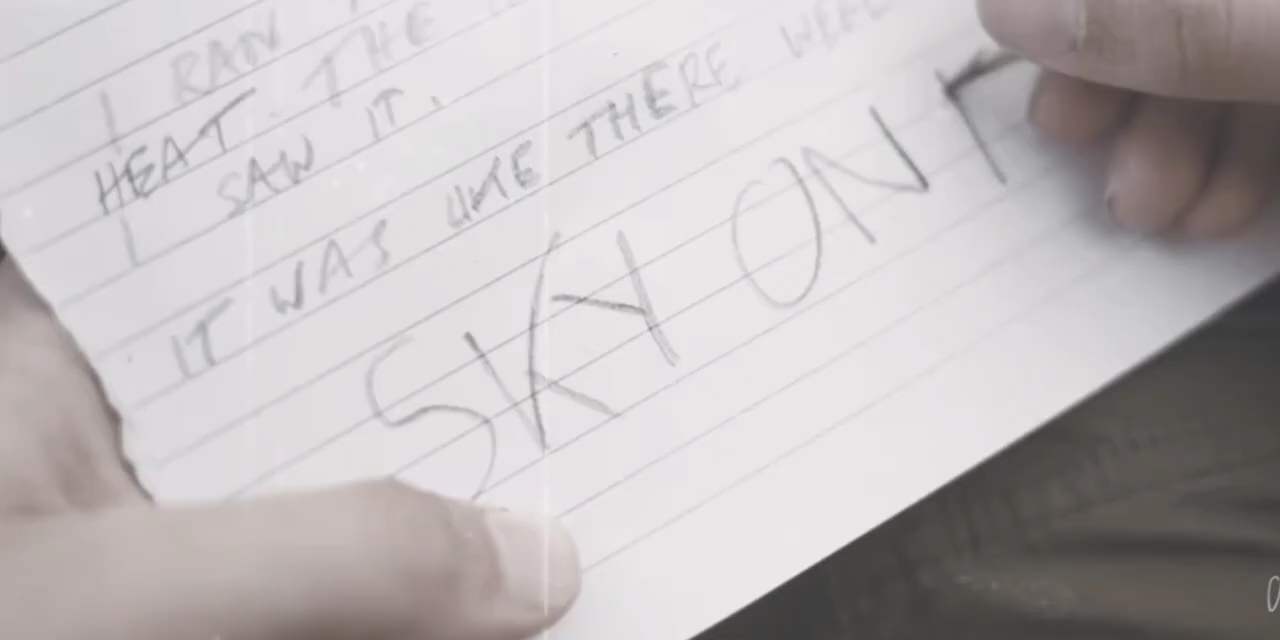 I RAN
HEAT. THE
I SAW IT.
IT WAS LIKE THERE WERE
SKY ON